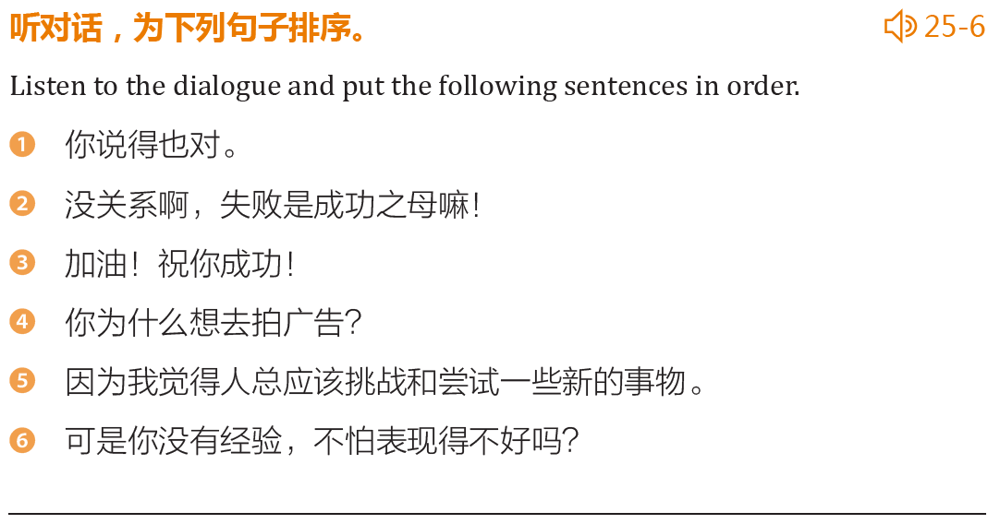 听对话，为下列句子排序。 25-6
Listen to the dialogue and put the following sentences in order.
1 你说得也对。
2 没关系啊，失败是成功之母嘛！
3 加油！祝你成功！
4 你为什么想去拍广告？
5 因为我觉得人总应该挑战和尝试一些新的事物。
6 可是你没有经验，不怕表现得不好吗？